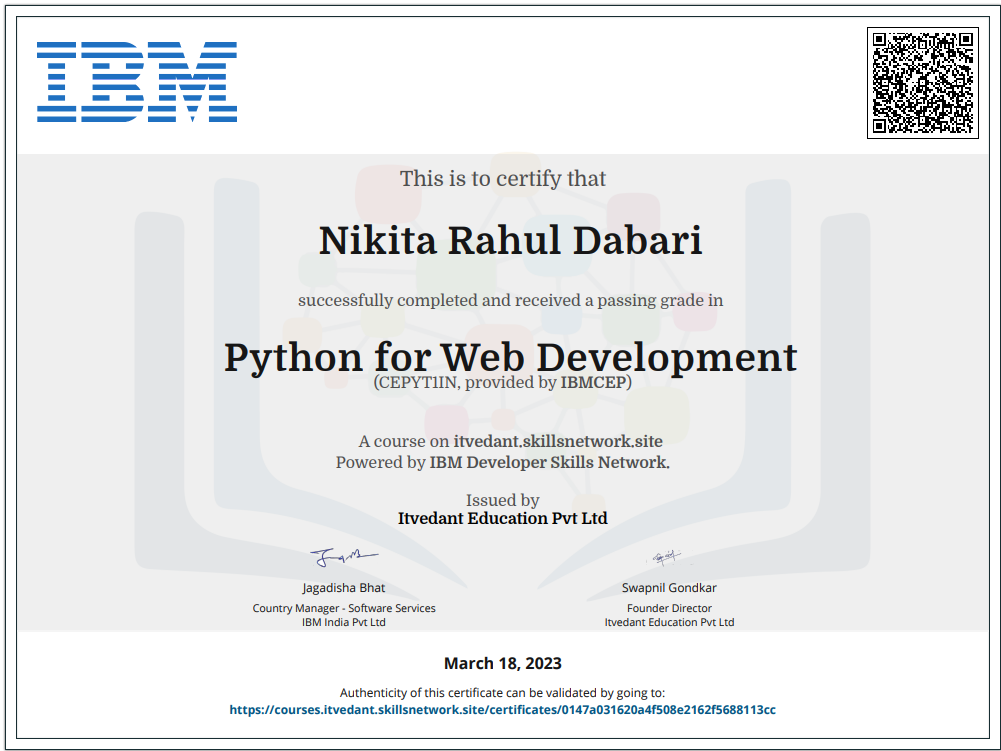 IBM
This is to certify that
Nikita Rahul Dabari
successfully completed and received a passing grade in
Python for Web Development
(CEPYT1IN, provided by IBMCEP)
A course on itvedant.skillsnetwork.site
Powered by IBM Developer Skills Network.
Issued by
Itvedant Education Pvt Ltd
Jagadisha Bhat
Country Manager - Software Services
IBM India Pvt Ltd
Swapnil Gondkar
Founder Director
Itvedant Education Pvt Ltd
March 18, 2023
Authenticity of this certificate can be validated by going to:
https://courses.itvedant.skillsnetwork.site/certificates/0147a031620a4f508e2162f5688113cc